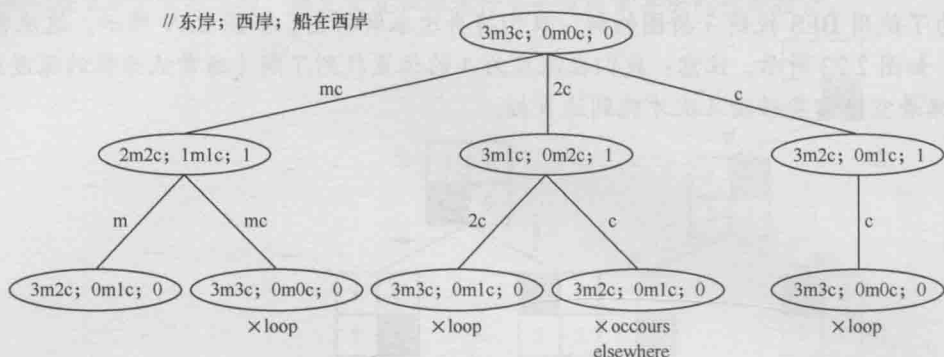 // 东岸；西岸；船在西岸
3m3c；0m0c；0
mc
2c
c
2m2c；1m1c；1
3m1c；0m2c；1
3m2c；0m1c；1
m
mc
2c
c
c
3m2c；0m1c；0
3m3c；0m0c；0
3m3c；0m1c；0
3m2c；0m1c；0
3m3c；0m0c；0
×loop
×loop
×occours
elsewhere
×loop